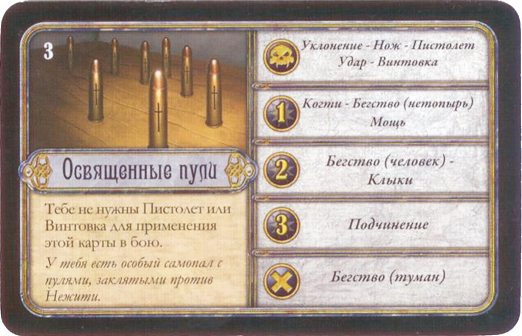 3
Освященные пули
Тебе не нужны Пистолет или
Винтовка для применения
этой карты в бою.
У тебя есть особый самопал с
пулями, заклятыми против
Нежити.
Уклонение - Нож - Пистолет
Удар - Винтовка
1
Когти - Бегство (нетопырь)
Мощь
2
Бегство (человек) -
Клыки
3
Подчинение
Бегство (туман)